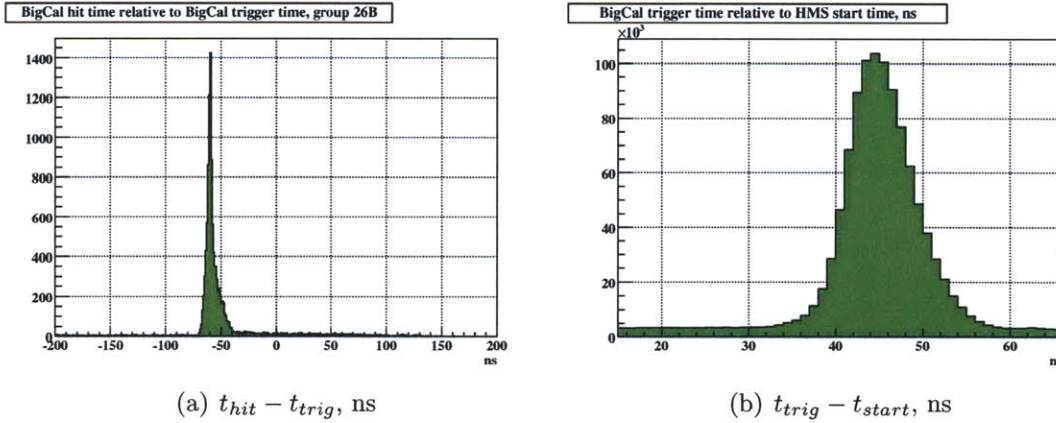 BigCal hit time relative to BigCal trigger time, group 26B
1400
1200
1000
800
600
400
200
0
-200 -150 -100 -50 0 50 100 150 200
ns
(a) t_hit − t_trig, ns
BigCal trigger time relative to HMS start time, ns
×10³
100
80
60
40
20
0
20 30 40 50 60
(b) t_trig − t_start, ns